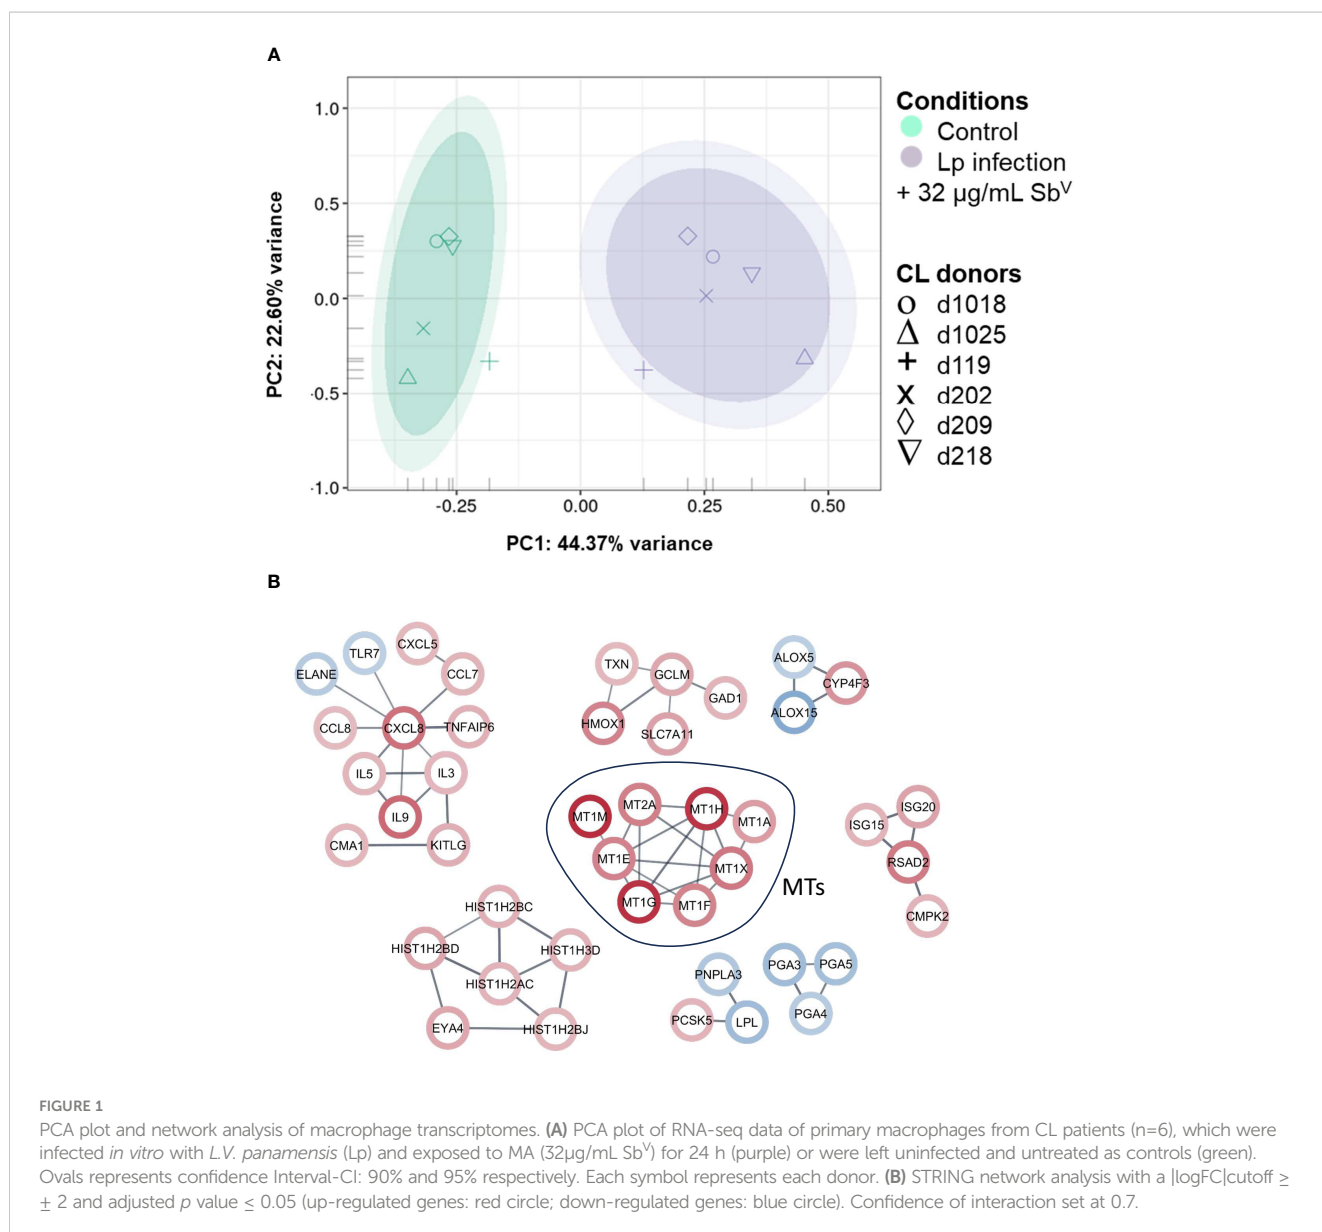 A
1.0
0.5
0.0
-0.5
-1.0
PC2: 22.60% variance
-0.25
0.00
0.25
0.50
PC1: 44.37% variance
Conditions
Control
Lp infection
+ 32 µg/mL Sbⱽ
CL donors
d1018
d1025
d119
d202
d209
d218
B
CXCL5
TLR7
ELANE
CCL7
CCL8
CXCL8
TNFAIP6
IL5
IL3
IL9
CMA1
KITLG
TXN
GCLM
GAD1
HMOX1
SLC7A11
ALOX5
CYP4F3
ALOX15
MT2A
MT1H
MT1M
MT1A
MT1E
MT1X
MT1G
MT1F
MTs
ISG20
ISG15
RSAD2
CMPK2
HIST1H2BC
HIST1H2BD
HIST1H3D
HIST1H2AC
EYA4
HIST1H2BJ
PNPLA3
PCSK5
LPL
PGA3
PGA5
PGA4
FIGURE 1
PCA plot and network analysis of macrophage transcriptomes. (A) PCA plot of RNA-seq data of primary macrophages from CL patients (n=6), which were
infected in vitro with L.V. panamensis (Lp) and exposed to MA (32µg/mL Sbⱽ) for 24 h (purple) or were left uninfected and untreated as controls (green).
Ovals represents confidence Interval-CI: 90% and 95% respectively. Each symbol represents each donor. (B) STRING network analysis with a |logFC|cutoff ≥
± 2 and adjusted p value ≤ 0.05 (up-regulated genes: red circle; down-regulated genes: blue circle). Confidence of interaction set at 0.7.